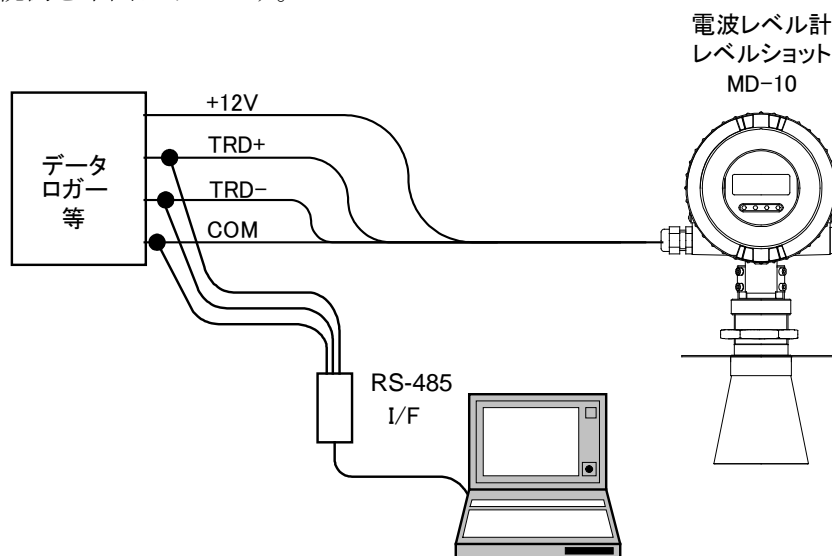 電波レベル計
レベルショット
MD-10
+12V
TRD+
データ
ロガー
等
TRD-
COM
RS-485
I/F